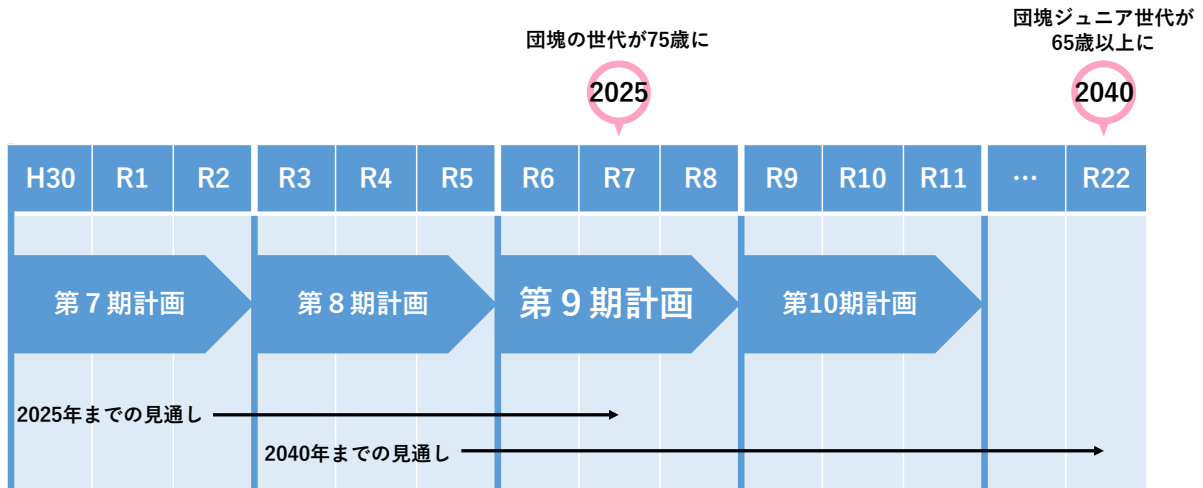 団塊の世代が75歳に
団塊ジュニア世代が
65歳以上に
2025
2040
H30 R1 R2 R3 R4 R5 R6 R7 R8 R9 R10 R11 … R22
第７期計画 第８期計画 第９期計画 第10期計画
2025年までの見通し
2040年までの見通し